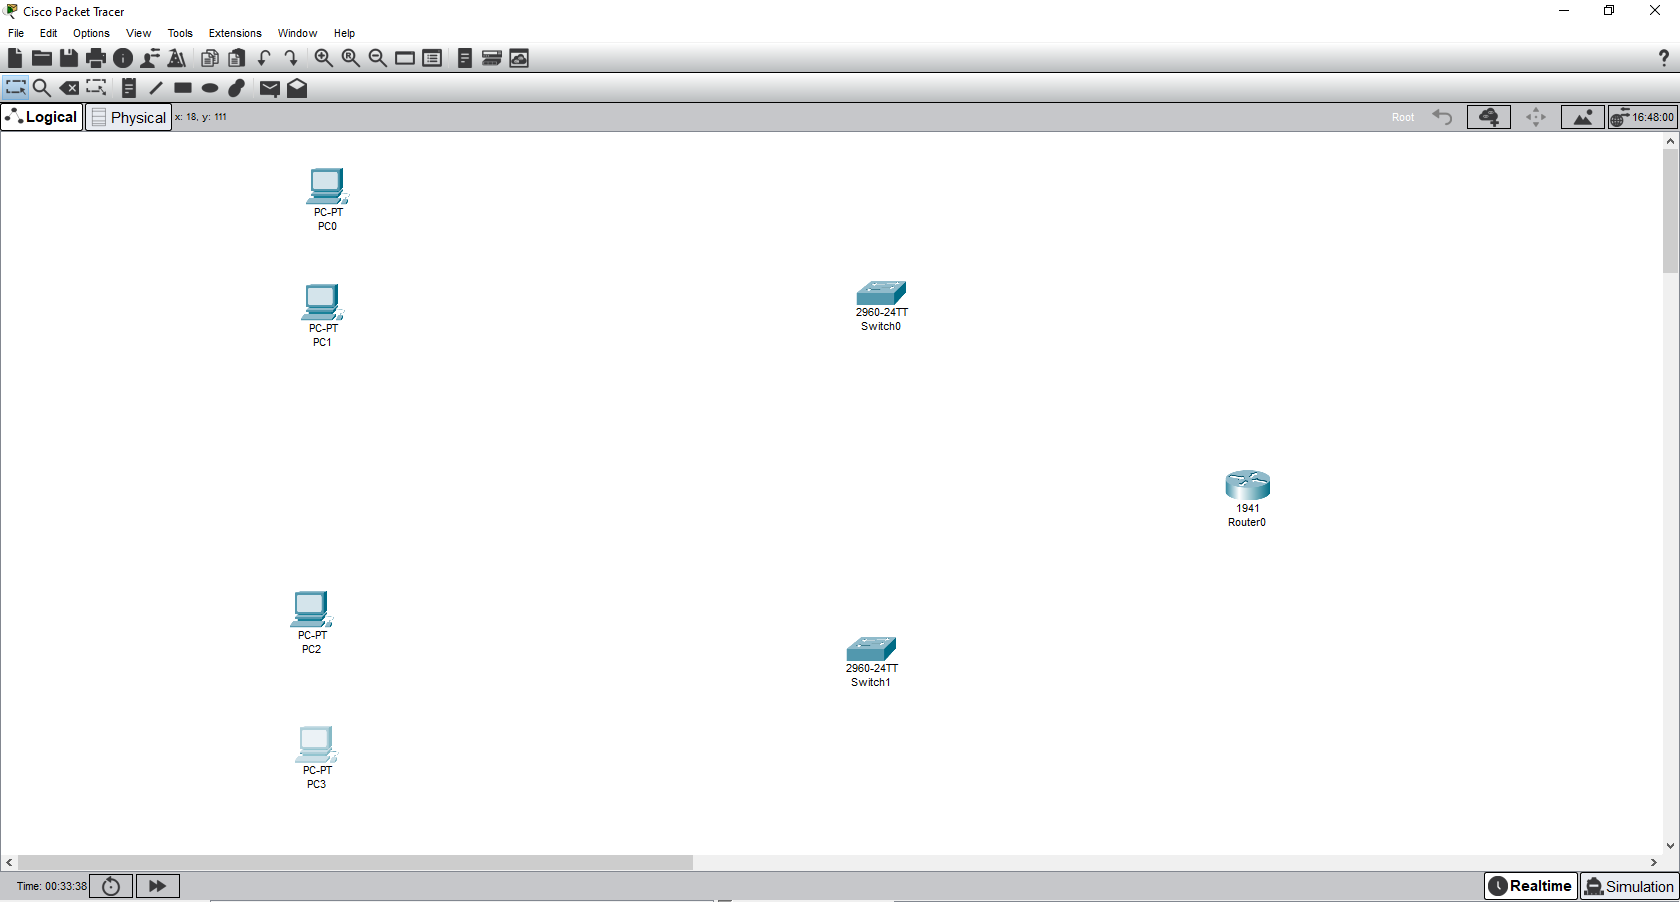 Cisco Packet Tracer
File Edit Options View Tools Extensions Window Help
?
Logical Physical x: 18, y: 111 Root 16:48:00
PC-PT
PC0
PC-PT
PC1
2960-24TT
Switch0
1941
Router0
PC-PT
PC2
2960-24TT
Switch1
PC-PT
PC3
Time: 00:33:38 Realtime Simulation